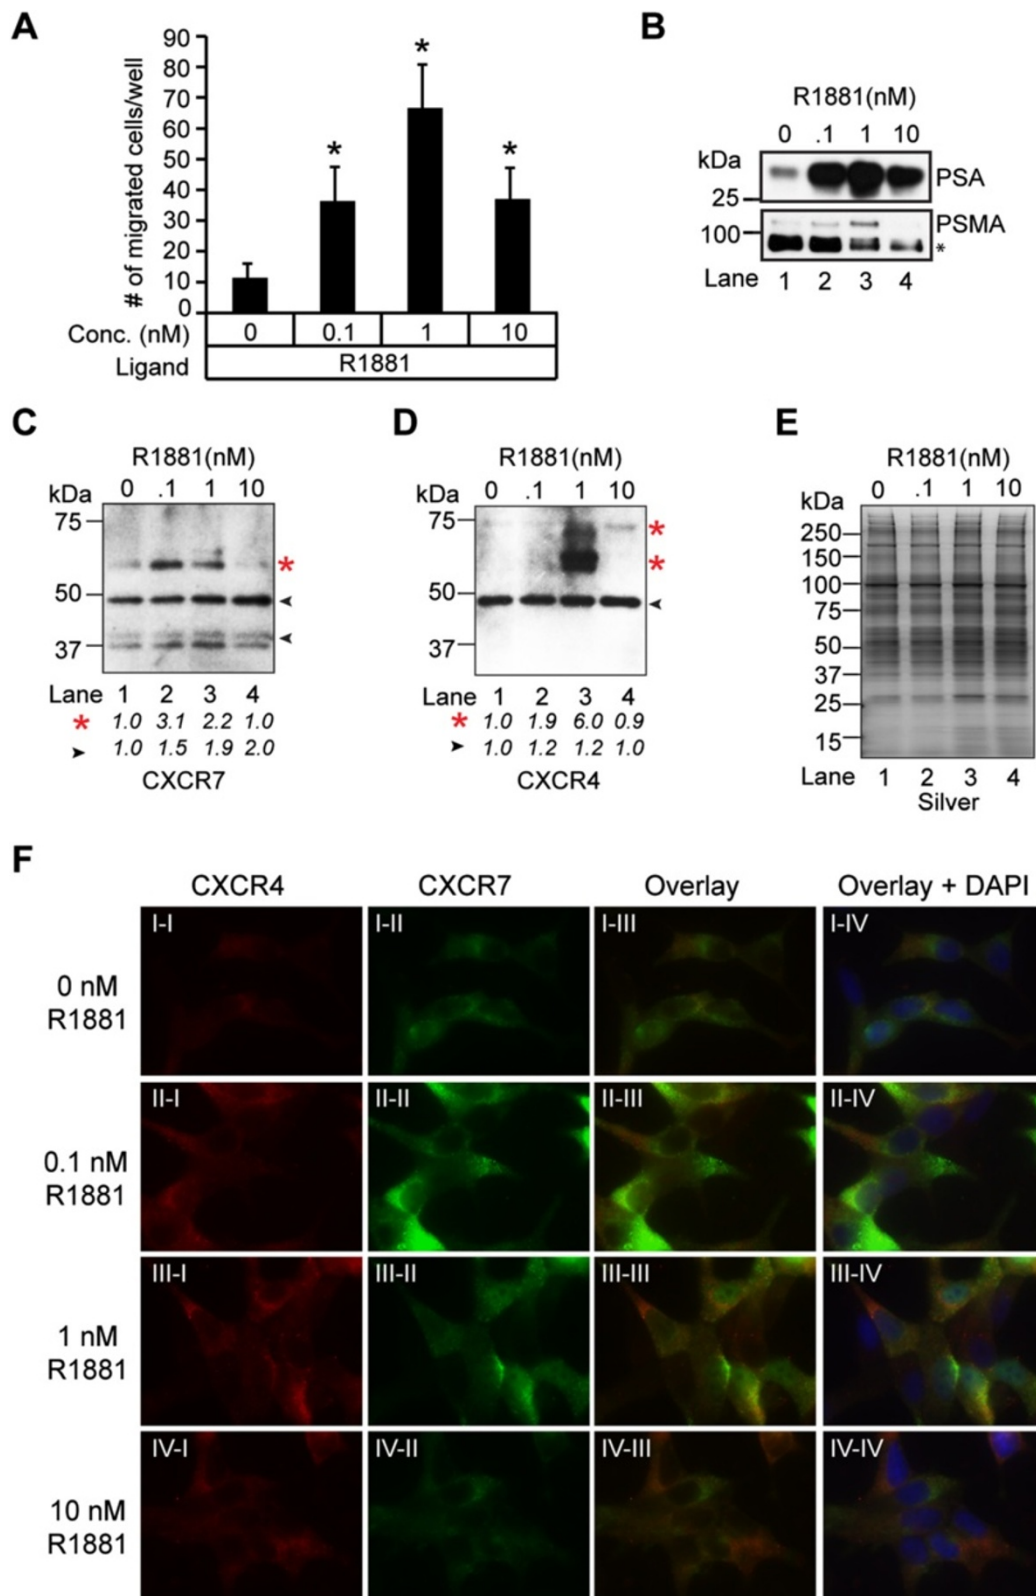 A
# of migrated cells/well
90
80
70
60
50
40
30
20
10
0
* * *
Conc. (nM) 0 0.1 1 10
Ligand R1881
B
R1881(nM)
0 .1 1 10
kDa
25 PSA
100 PSMA
*
Lane 1 2 3 4
C
R1881(nM)
0 .1 1 10
kDa
75
*
50
37
Lane 1 2 3 4
* 1.0 3.1 2.2 1.0
➤ 1.0 1.5 1.9 2.0
CXCR7
D
R1881(nM)
0 .1 1 10
kDa
75
*
*
50
37
Lane 1 2 3 4
* 1.0 1.9 6.0 0.9
➤ 1.0 1.2 1.2 1.0
CXCR4
E
R1881(nM)
0 .1 1 10
kDa
250
150
100
75
50
37
25
15
Lane 1 2 3 4
Silver
F
CXCR4 CXCR7 Overlay Overlay + DAPI
0 nM
R1881
I-I I-II I-III I-IV
0.1 nM
R1881
II-I II-II II-III II-IV
1 nM
R1881
III-I III-II III-III III-IV
10 nM
R1881
IV-I IV-II IV-III IV-IV